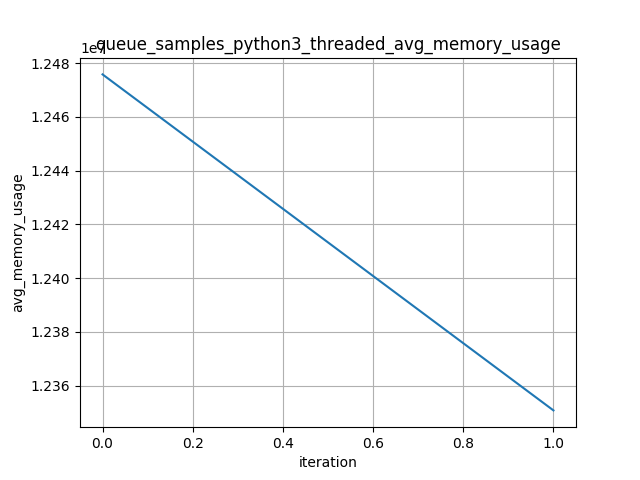 queue_samples_python3_threaded_avg_memory_usage
1e7
1.248
1.246
1.244
1.242
1.240
1.238
1.236
avg_memory_usage
0.0 0.2 0.4 0.6 0.8 1.0
iteration